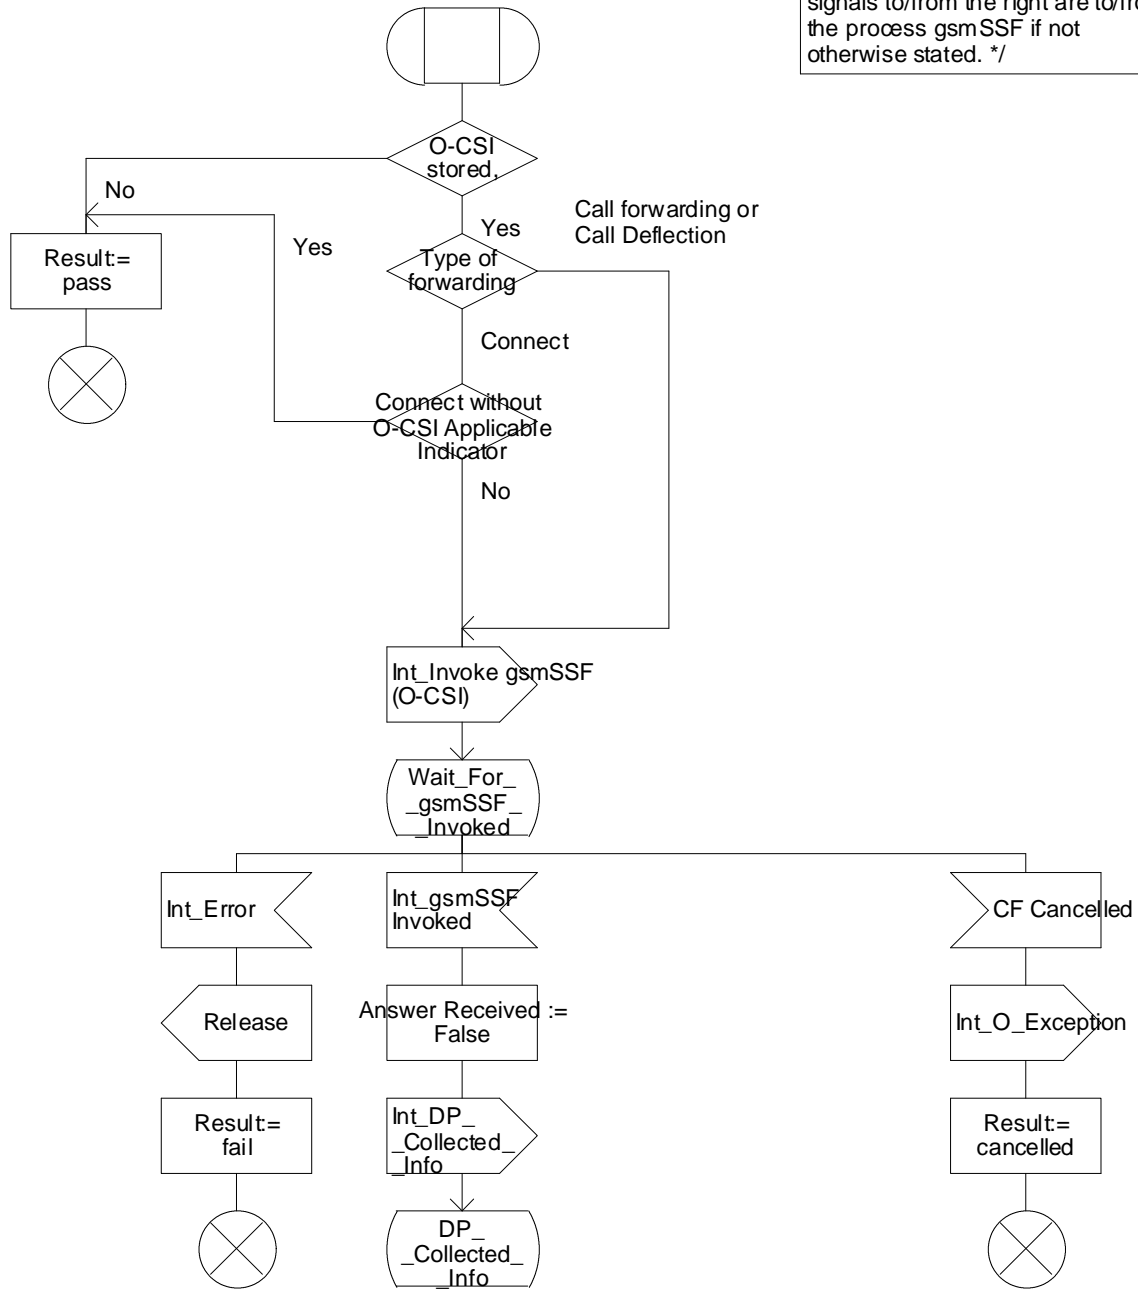 signals to/from the right are to/fro
the process gsmSSF if not
otherwise stated. */
O-CSI
stored,
No
Yes
Call forwarding or
Call Deflection
Result:=
pass
Yes
Type of
forwarding
Connect
Connect without
O-CSI Applicable
Indicator
No
Int_Invoke gsmSSF
(O-CSI)
Wait_For_
_gsmSSF_
_Invoked
Int_Error
Int_gsmSSF
Invoked
CF Cancelled
Release
Answer Received :=
False
Int_O_Exception
Result:=
fail
Int_DP_
_Collected_
_Info
Result:=
cancelled
DP_
_Collected_
_Info